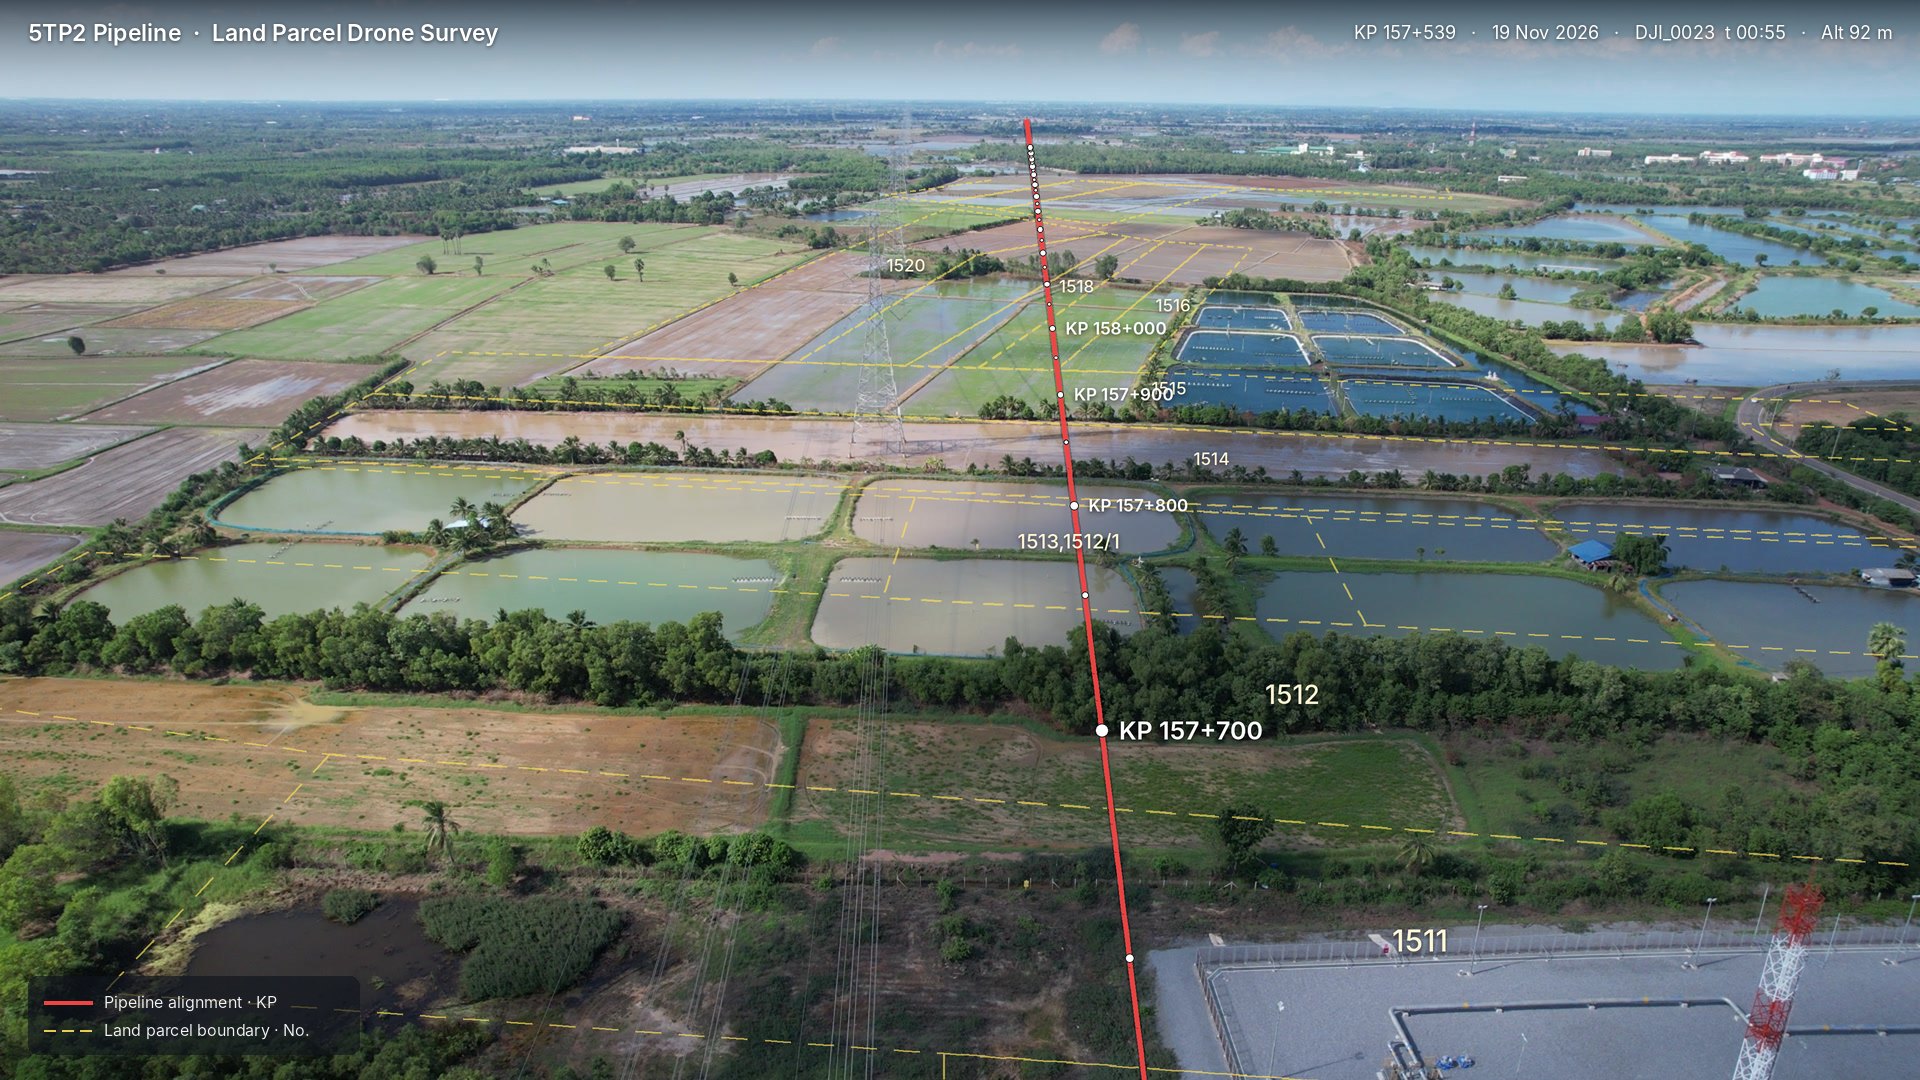 5TP2 Pipeline · Land Parcel Drone Survey
KP 157+539 · 19 Nov 2026 · DJI_0023 t 00:55 · Alt 92 m
1520
1518
1516
KP 158+000
1515
KP 157+900
1514
KP 157+800
1513,1512/1
1512
KP 157+700
1511
Pipeline alignment · KP
Land parcel boundary · No.